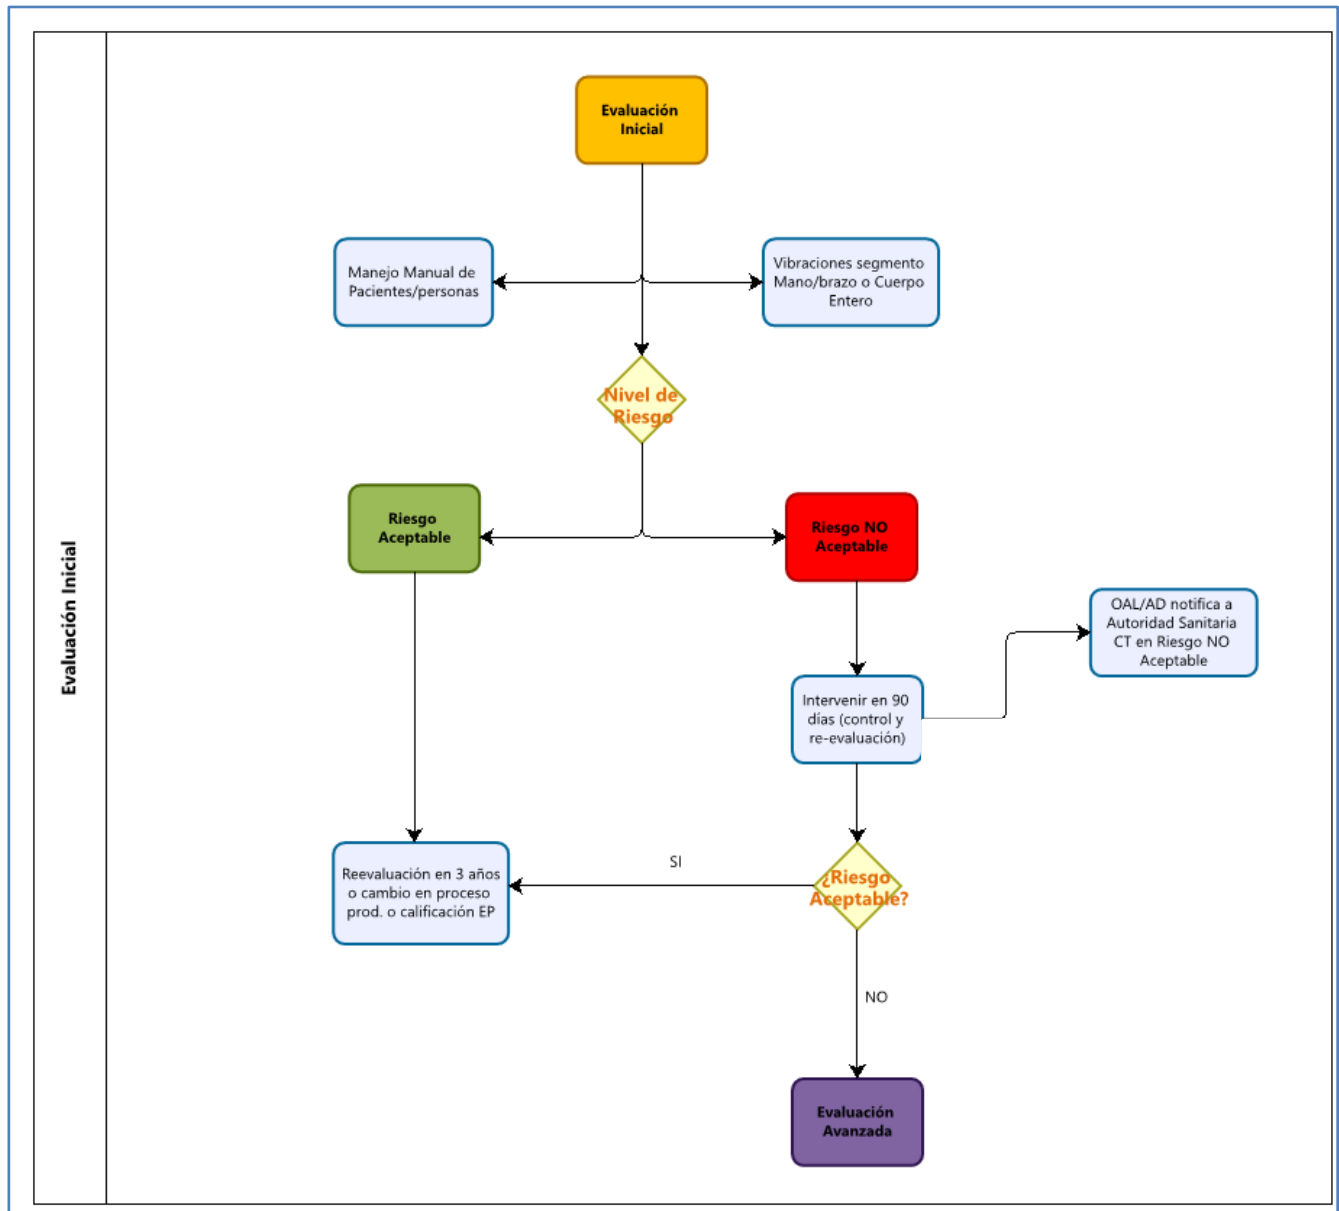 Evaluación Inicial
Evaluación
Inicial
Manejo Manual de
Pacientes/personas
Vibraciones segmento
Mano/brazo o Cuerpo
Entero
Nivel de
Riesgo
Riesgo
Aceptable
Riesgo NO
Aceptable
OAL/AD notifica a
Autoridad Sanitaria
CT en Riesgo NO
Aceptable
Intervenir en 90
días (control y
re-evaluación)
Reevaluación en 3 años
o cambio en proceso
prod. o calificación EP
SI
¿Riesgo
Aceptable?
NO
Evaluación
Avanzada